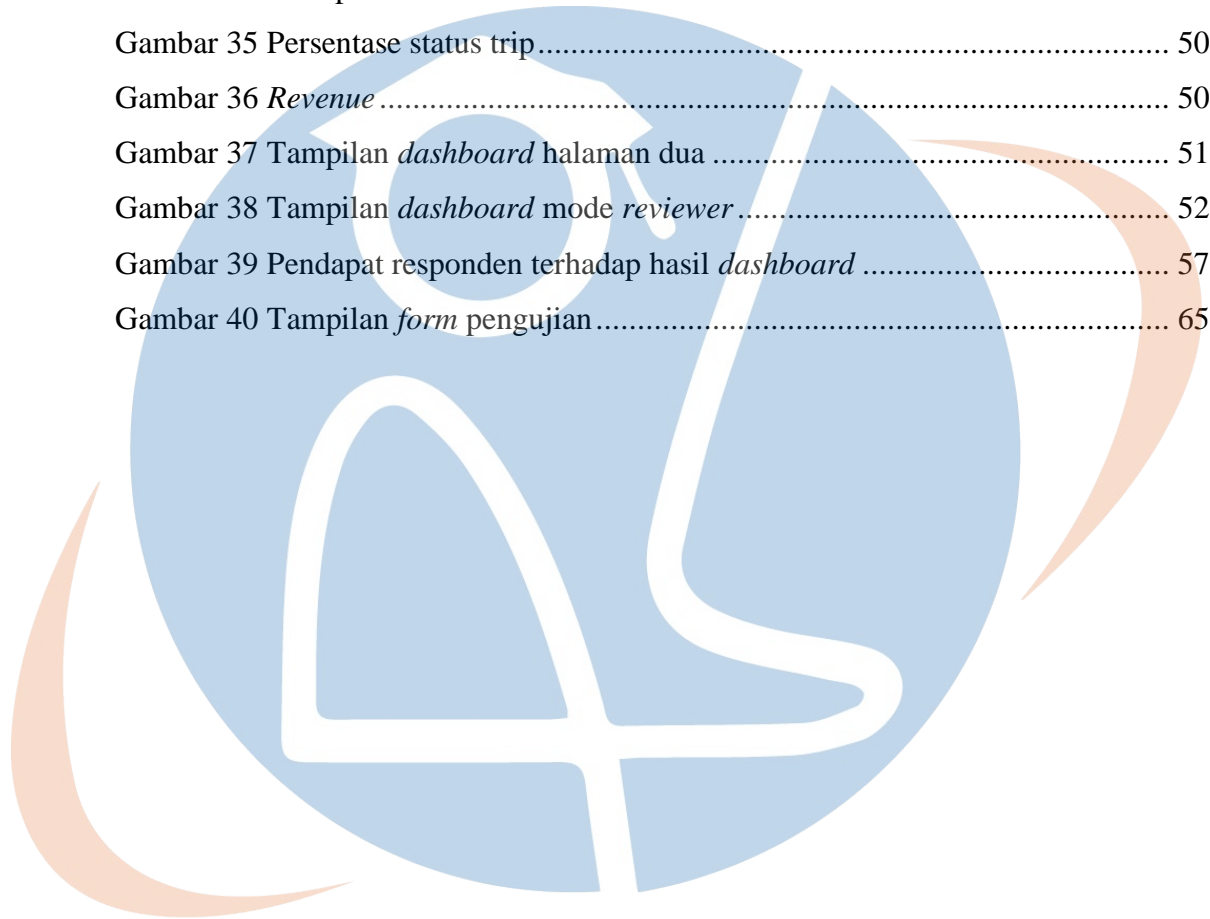 Gambar 35 Persentase status trip.................................................................................. 50
Gambar 36 Revenue...................................................................................................... 50
Gambar 37 Tampilan dashboard halaman dua .......................................................... 51
Gambar 38 Tampilan dashboard mode reviewer....................................................... 52
Gambar 39 Pendapat responden terhadap hasil dashboard ....................................... 57
Gambar 40 Tampilan form pengujian.......................................................................... 65